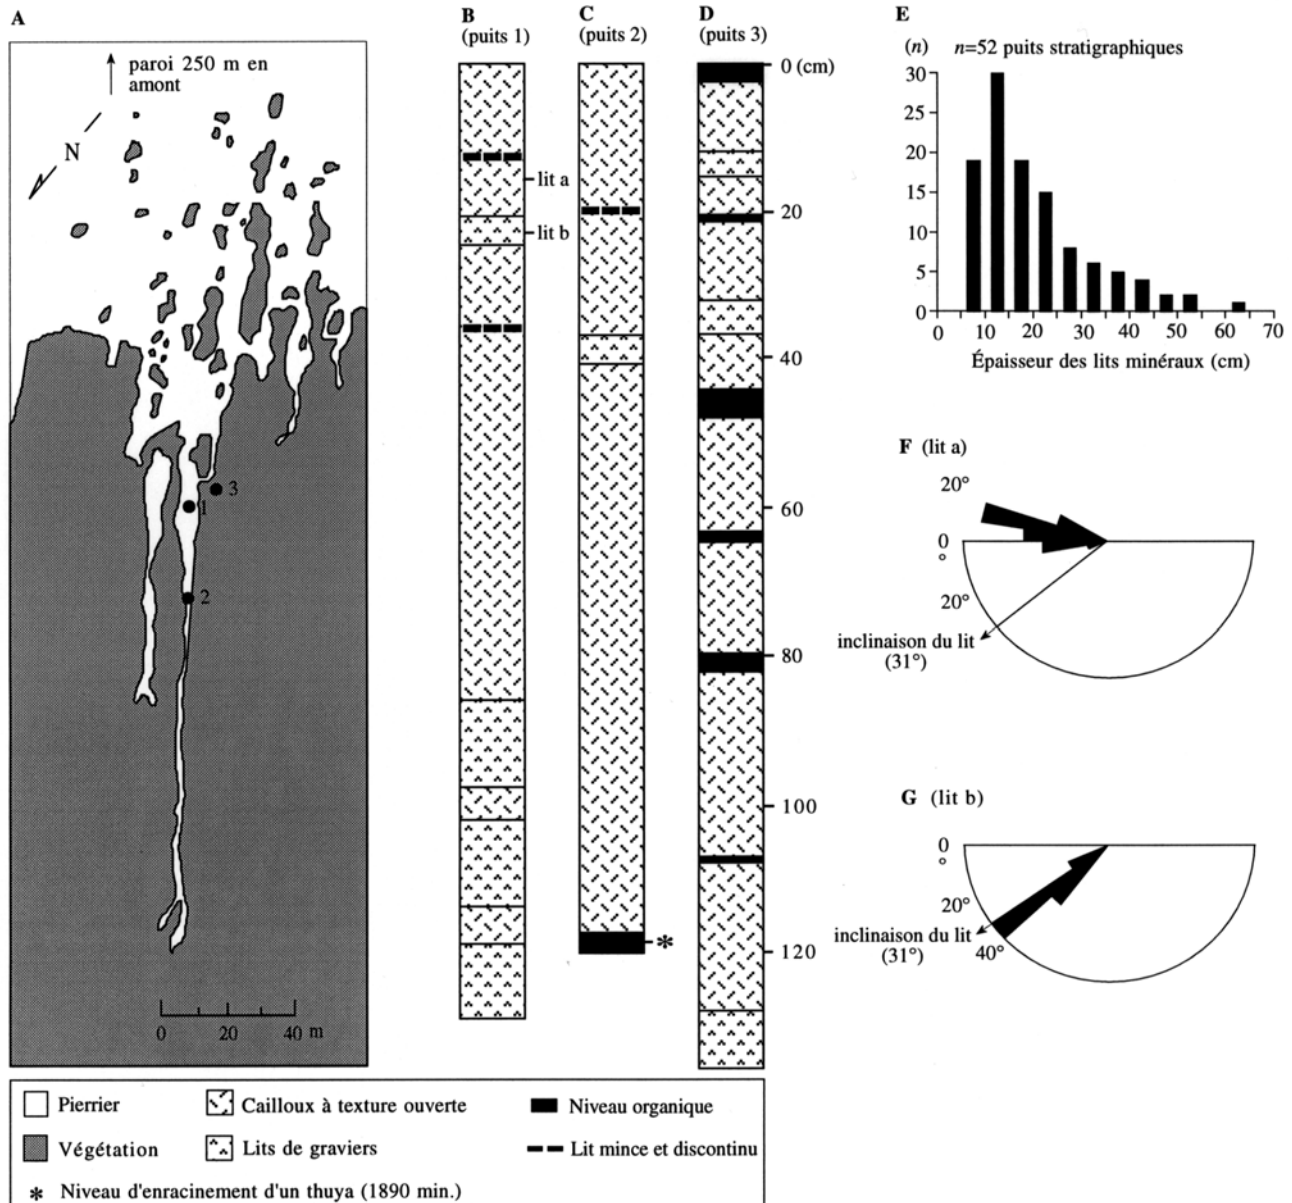 A
B
(puits 1)
C
(puits 2)
D
(puits 3)
E
paroi 250 m en
amont
N
1
2
3
0 20 40 m
lit a
lit b
*
0 (cm)
20
40
60
80
100
120
(n) n=52 puits stratigraphiques
30
25
20
15
10
5
0
0 10 20 30 40 50 60 70
Épaisseur des lits minéraux (cm)
F (lit a)
20°
0
°
20°
inclinaison du lit
(31°)
G (lit b)
0
°
20°
inclinaison du lit
(31°)
40°
Pierrier
Cailloux à texture ouverte
Niveau organique
Végétation
Lits de graviers
Lit mince et discontinu
* Niveau d'enracinement d'un thuya (1890 min.)